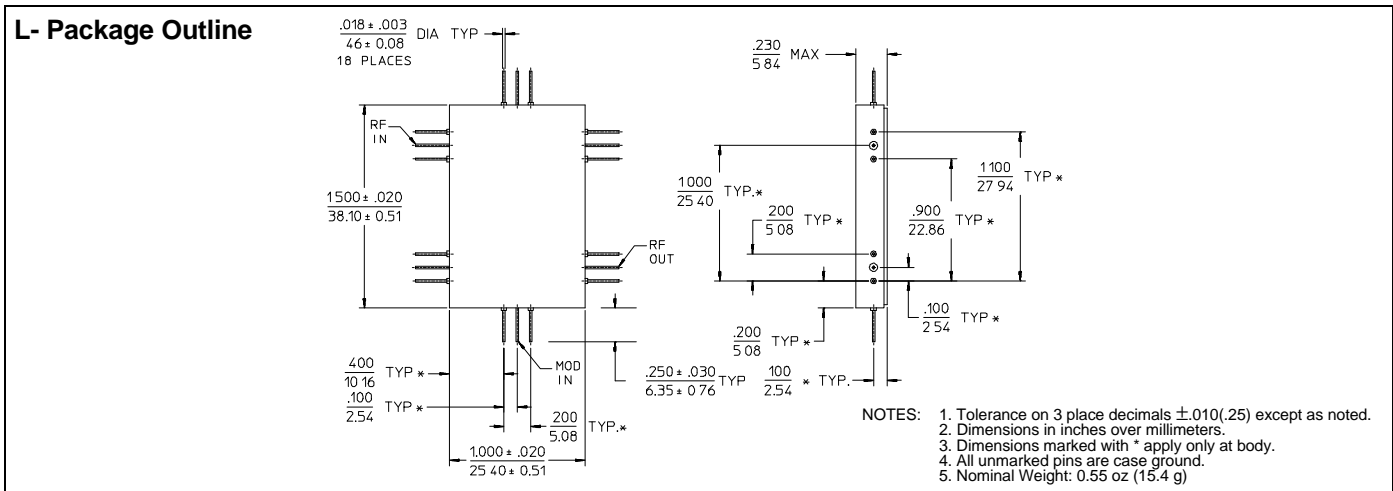 L- Package Outline
.018 ± .003 DIA TYP
46 ± 0.08
18 PLACES
.230 MAX
5 84
RF
IN
1500 ± .020
38.10 ± 0.51
RF
OUT
MOD
IN
400 TYP *
10 16
.100 TYP *
2.54
200 TYP.*
5.08
1.000 ± .020
25 40 ± 0.51
.250 ± .030 TYP
6.35 ± 0 76
1000 TYP.*
25 40
.200 TYP *
5 08
1100 TYP *
27 94
.900 TYP *
22.86
.100 TYP *
2 54
.200 TYP *
5 08
100 * TYP.
2.54
NOTES: 1. Tolerance on 3 place decimals ±.010(.25) except as noted.
2. Dimensions in inches over millimeters.
3. Dimensions marked with * apply only at body.
4. All unmarked pins are case ground.
5. Nominal Weight: 0.55 oz (15.4 g)